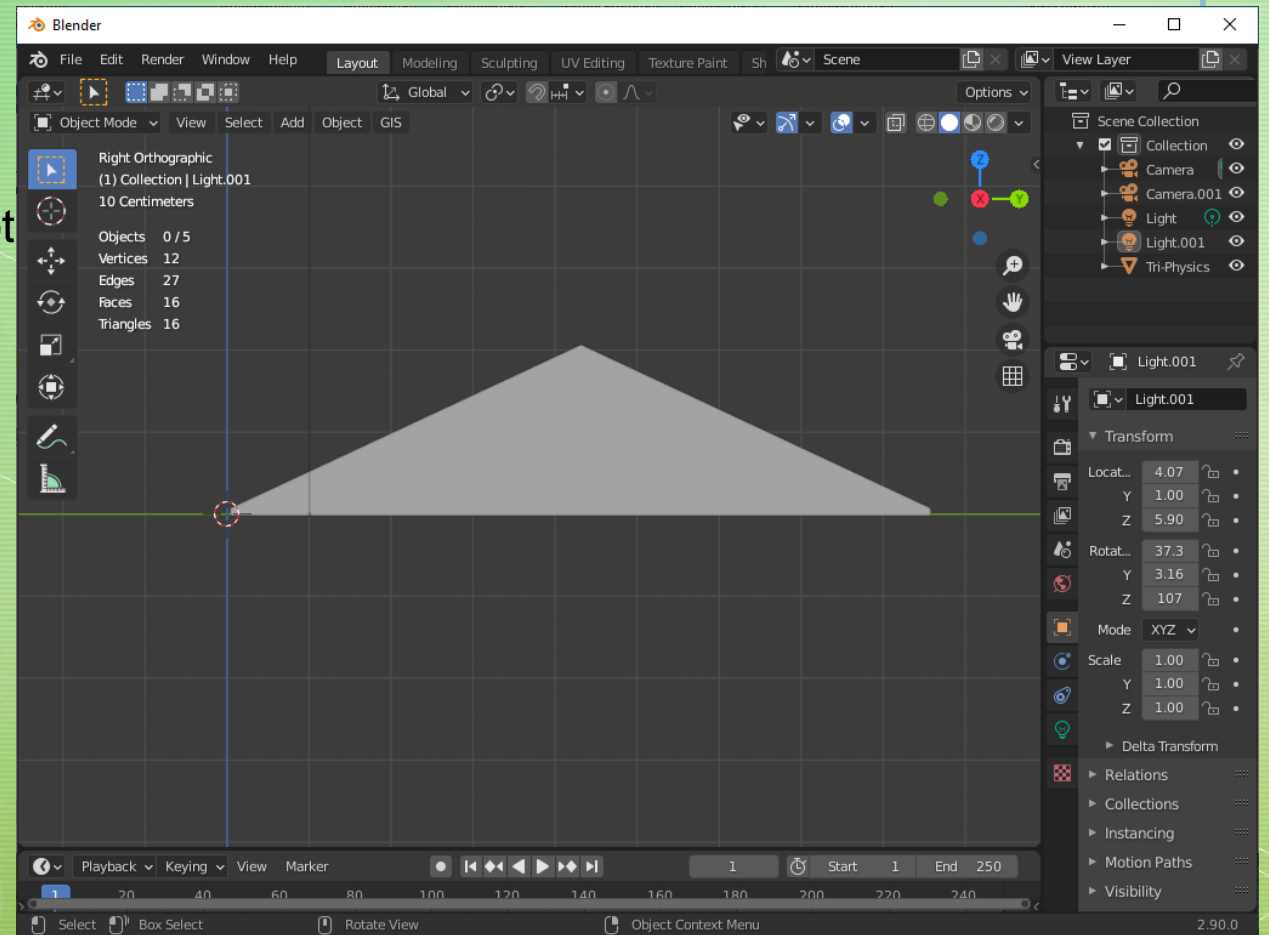 Blender
File Edit Render Window Help Layout Modeling Sculpting UV Editing Texture Paint Sh Scene View Layer
Global Options
Object Mode View Select Add Object GIS
Right Orthographic
(1) Collection | Light.001
10 Centimeters
Objects 0/5
Vertices 12
Edges 27
Faces 16
Triangles 16
Z
X Y
Scene Collection
Collection
Camera
Camera.001
Light
Light.001
Tri-Physics
Light.001
Light.001
Transform
Locat... 4.07
Y 1.00
Z 5.90
Rotat... 37.3
Y 3.16
Z 107
Mode XYZ
Scale 1.00
Y 1.00
Z 1.00
Delta Transform
Relations
Collections
Instancing
Motion Paths
Visibility
Playback Keying View Marker 1 Start 1 End 250
1 20 40 60 80 100 120 140 160 180 200 220 240
Select Box Select Rotate View Object Context Menu 2.90.0